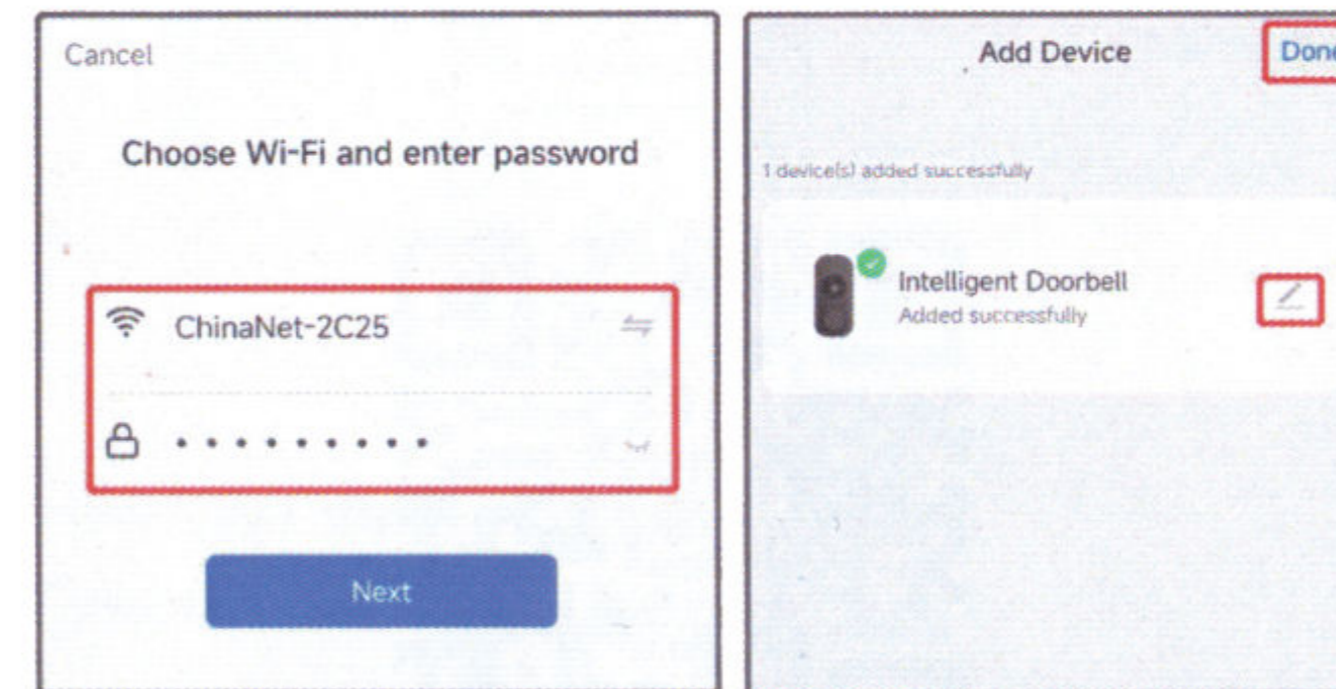 Cancel
Choose Wi-Fi and enter password
ChinaNet-2C25
• • • • • • • • •
Next
Add Device
Done
1 device(s) added successfully
Intelligent Doorbell
Added successfully